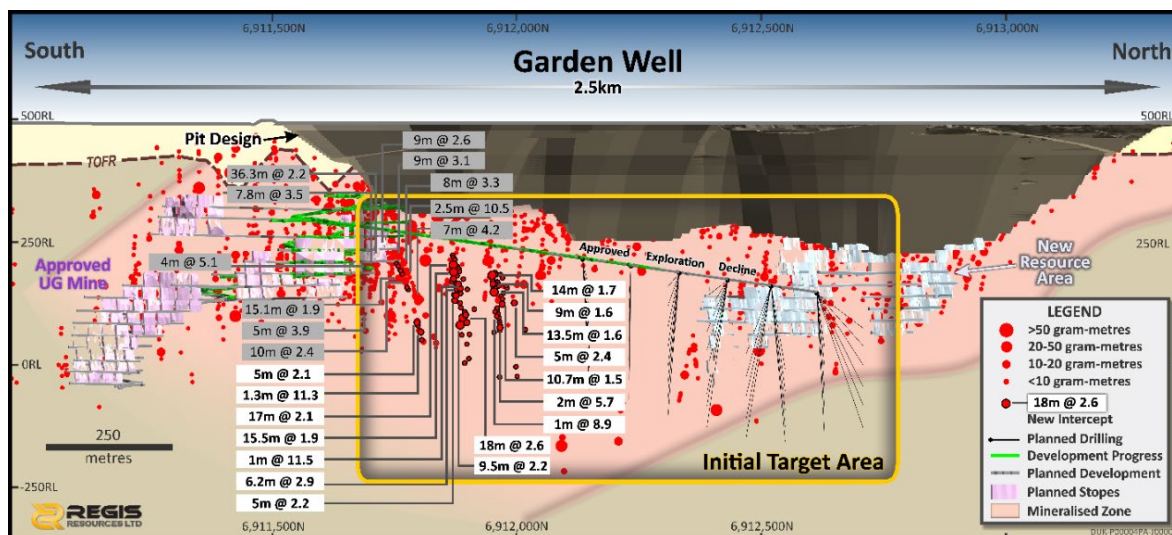 6,911,500N
6,912,000N
6,912,500N
6,913,000N
South
Garden Well
North
2.5km
500RL
500RL
Pit Design
TOFR
9m @ 2.6
9m @ 3.1
36.3m @ 2.2
8m @ 3.3
7.8m @ 3.5
2.5m @ 10.5
7m @ 4.2
250RL
250RL
Approved
UG Mine
4m @ 5.1
Approved Exploration Decline
New
Resource
Area
15.1m @ 1.9
5m @ 3.9
10m @ 2.4
5m @ 2.1
1.3m @ 11.3
17m @ 2.1
15.5m @ 1.9
1m @ 11.5
6.2m @ 2.9
5m @ 2.2
14m @ 1.7
9m @ 1.6
13.5m @ 1.6
5m @ 2.4
10.7m @ 1.5
2m @ 5.7
1m @ 8.9
18m @ 2.6
9.5m @ 2.2
0RL
250
metres
-250RL
Initial Target Area
LEGEND
>50 gram-metres
20-50 gram-metres
10-20 gram-metres
<10 gram-metres
18m @ 2.6
New Intercept
Planned Drilling
Development Progress
Planned Development
Planned Stopes
Mineralised Zone
REGIS
RESOURCES LTD
6,911,500N
6,912,000N
6,912,500N